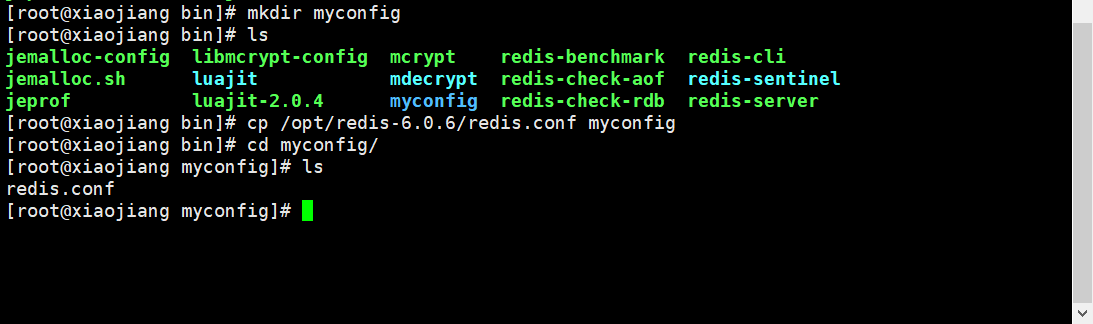 [root@xiaojiang bin]# mkdir myconfig
[root@xiaojiang bin]# ls
jemalloc-config  libmcrypt-config  mcrypt    redis-benchmark  redis-cli
jemalloc.sh      luajit            mdecrypt  redis-check-aof  redis-sentinel
jeprof           luajit-2.0.4      myconfig  redis-check-rdb  redis-server
[root@xiaojiang bin]# cp /opt/redis-6.0.6/redis.conf myconfig
[root@xiaojiang bin]# cd myconfig/
[root@xiaojiang myconfig]# ls
redis.conf
[root@xiaojiang myconfig]#